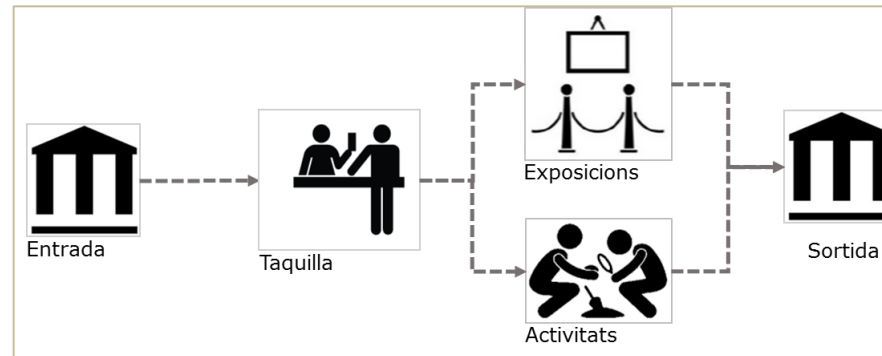 Entrada
Taquilla
Exposicions
Activitats
Sortida